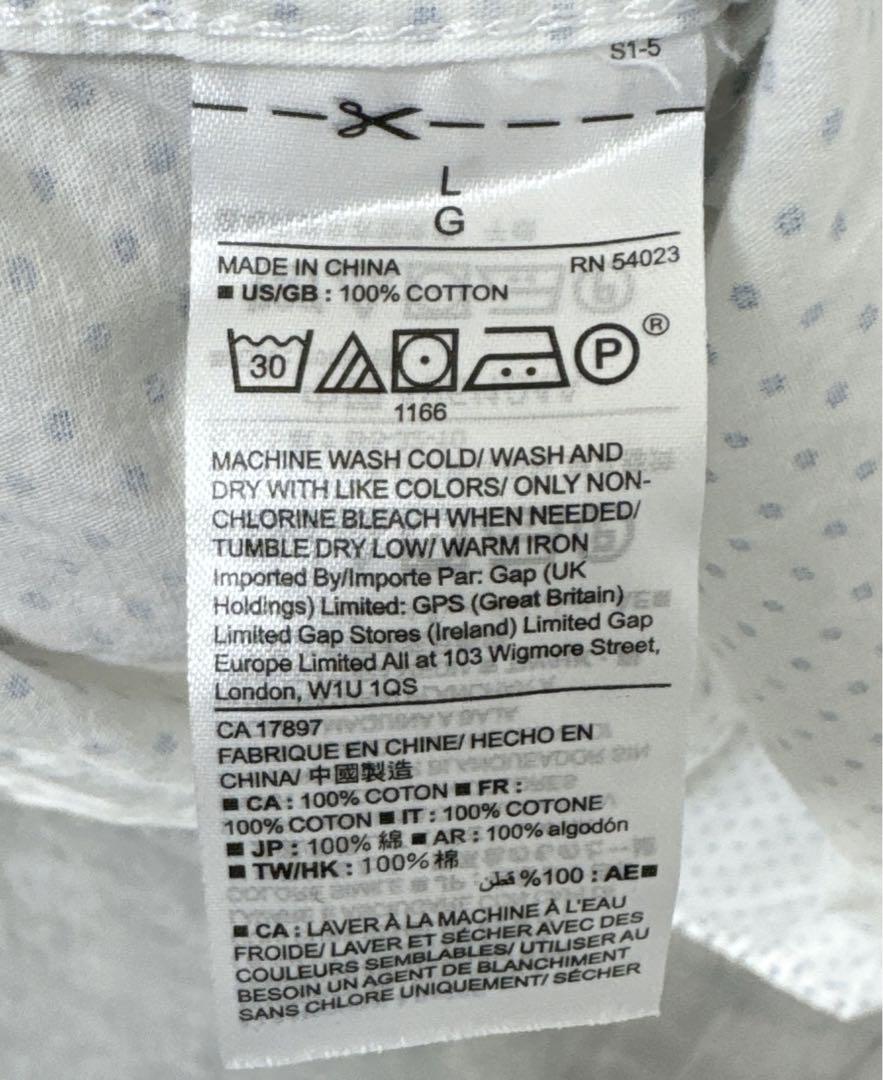 S1-5
L
G
MADE IN CHINA RN 54023
■ US/GB : 100% COTTON
30 P ®
1166
MACHINE WASH COLD/ WASH AND
DRY WITH LIKE COLORS/ ONLY NON-
CHLORINE BLEACH WHEN NEEDED/
TUMBLE DRY LOW/ WARM IRON
Imported By/Importe Par: Gap (UK
Holdings) Limited: GPS (Great Britain)
Limited Gap Stores (Ireland) Limited Gap
Europe Limited All at 103 Wigmore Street,
London, W1U 1QS
CA 17897
FABRIQUE EN CHINE/ HECHO EN
CHINA/ 中國製造
■ CA : 100% COTON ■ FR :
100% COTON ■ IT : 100% COTONE
■ JP : 100% 綿 ■ AR : 100% algodón
■ TW/HK : 100% 棉
قطن %100 : AE■
■ CA : LAVER À LA MACHINE À L'EAU
FROIDE/ LAVER ET SÉCHER AVEC DES
COULEURS SEMBLABLES/ UTILISER AU
BESOIN UN AGENT DE BLANCHIMENT
SANS CHLORE UNIQUEMENT/ SÉCHER